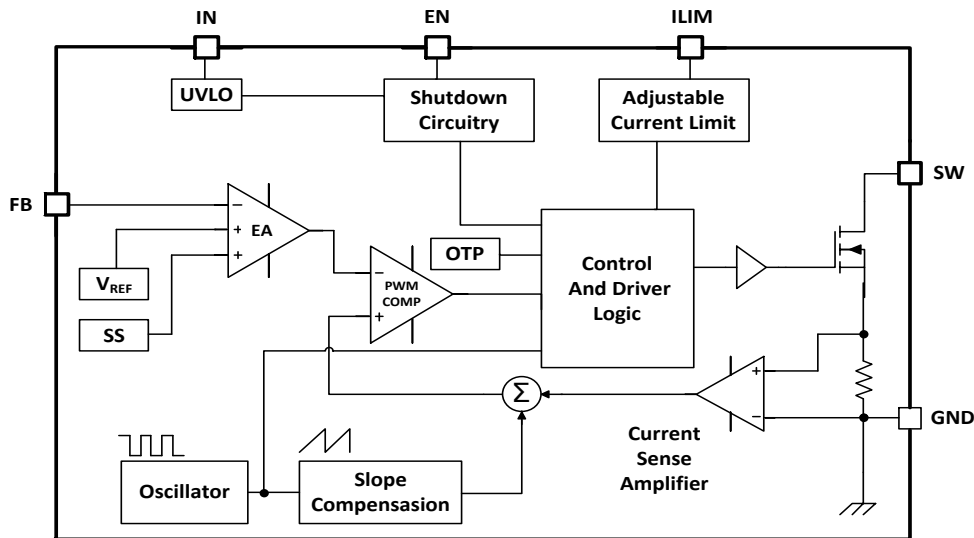 IN
EN
ILIM
UVLO
Shutdown
Circuitry
Adjustable
Current Limit
SW
FB
−
EA
+
+
VREF
SS
OTP
−
PWM
COMP
+
Control
And Driver
Logic
Σ
+
−
GND
Current
Sense
Amplifier
Oscillator
Slope
Compensasion